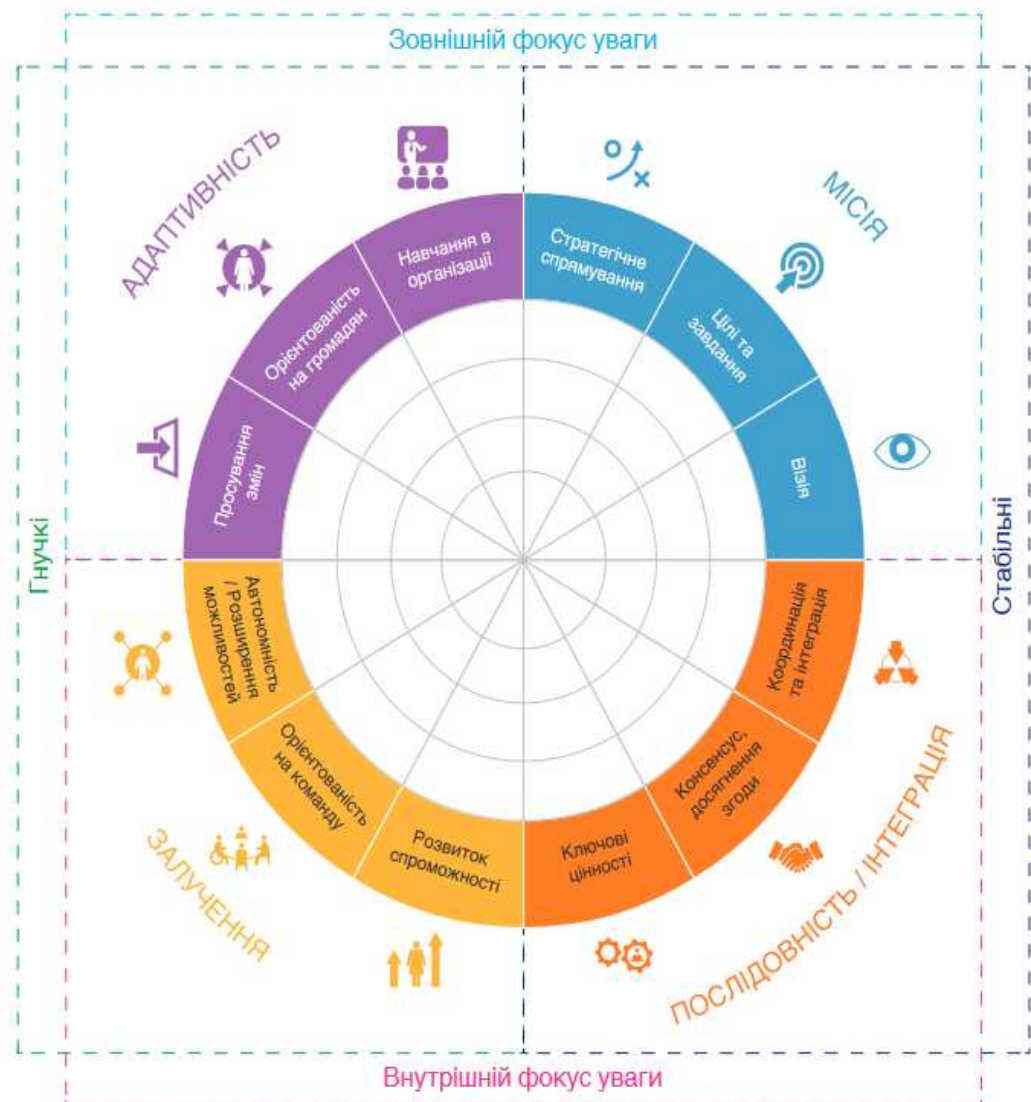 Зовнішній фокус уваги
АДАПТИВНІСТЬ
МІСІЯ
Навчання в
організації
Стратегічне
спрямування
Орієнтованість
на громадян
Цілі та
завдання
Просування
змін
Візія
Гнучкі
Стабільні
Автономність
/ Розширення
можливостей
Координація
та інтеграція
Орієнтованість
на команду
Консенсус,
досягнення
згоди
Розвиток
спроможності
Ключові
цінності
ЗАЛУЧЕННЯ
ПОСЛІДОВНІСТЬ / ІНТЕГРАЦІЯ
Внутрішній фокус уваги